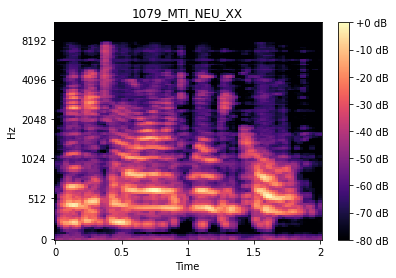 1079_MTI_NEU_XX
Hz
8192
4096
2048
1024
512
0
0
0.5
1
1.5
2
Time
+0 dB
-10 dB
-20 dB
-30 dB
-40 dB
-50 dB
-60 dB
-70 dB
-80 dB